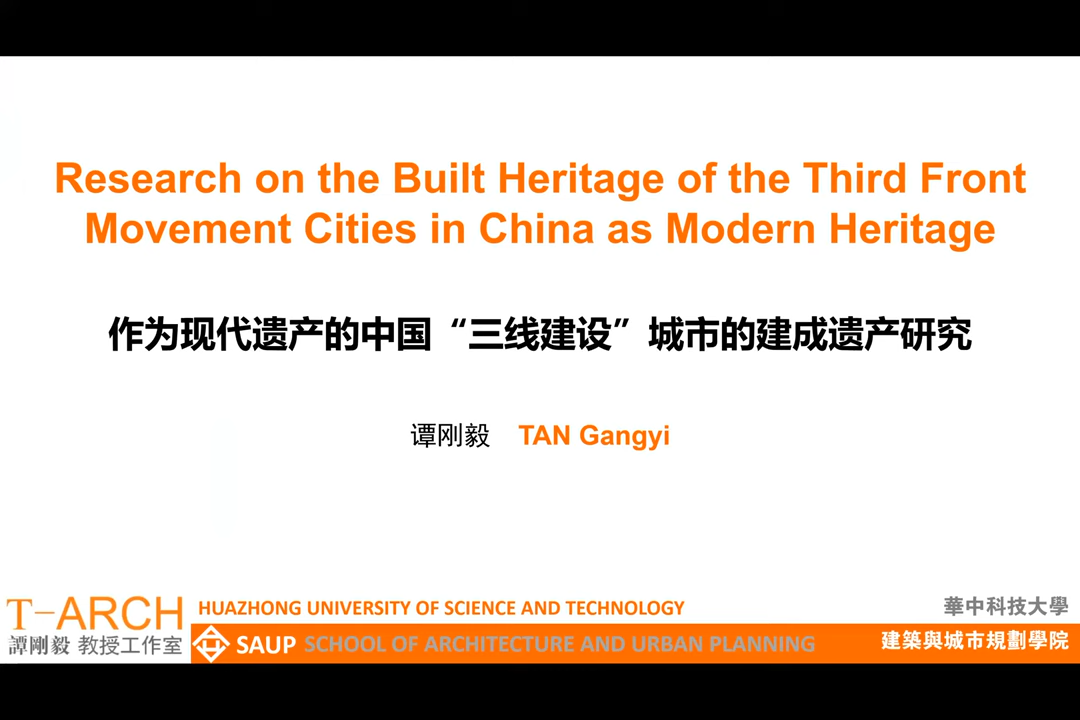 Research on the Built Heritage of the Third Front
Movement Cities in China as Modern Heritage
作为现代遗产的中国“三线建设”城市的建成遗产研究
谭刚毅 TAN Gangyi
T-ARCH
譚剛毅 教授工作室
HUAZHONG UNIVERSITY OF SCIENCE AND TECHNOLOGY
華中科技大學
SAUP SCHOOL OF ARCHITECTURE AND URBAN PLANNING
建築與城市規劃學院